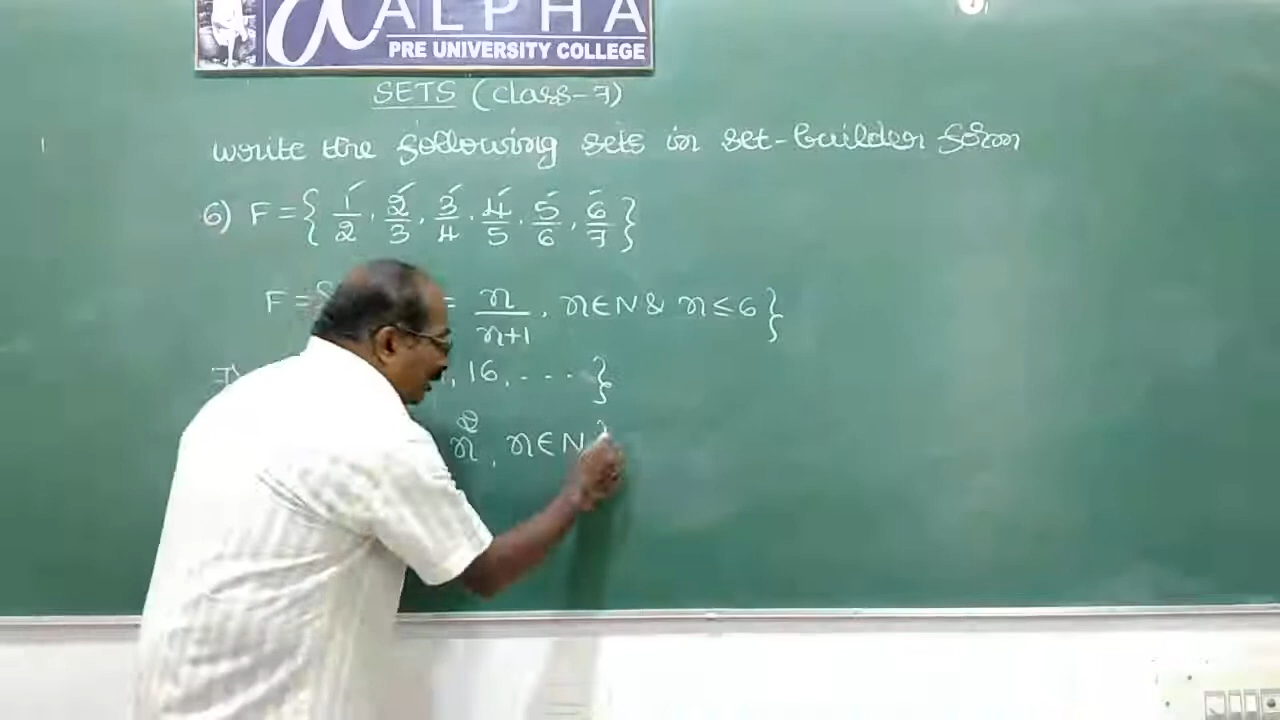 ALPHA
PRE UNIVERSITY COLLEGE
SETS (class-7)
write the following sets in set-builder form
6) F = { 1/2, 2/3, 3/4, 4/5, 5/6, 6/7 }
F = { = n/n+1, n∈N & n≤6 }
7) , 16, .... }
n², n∈N }